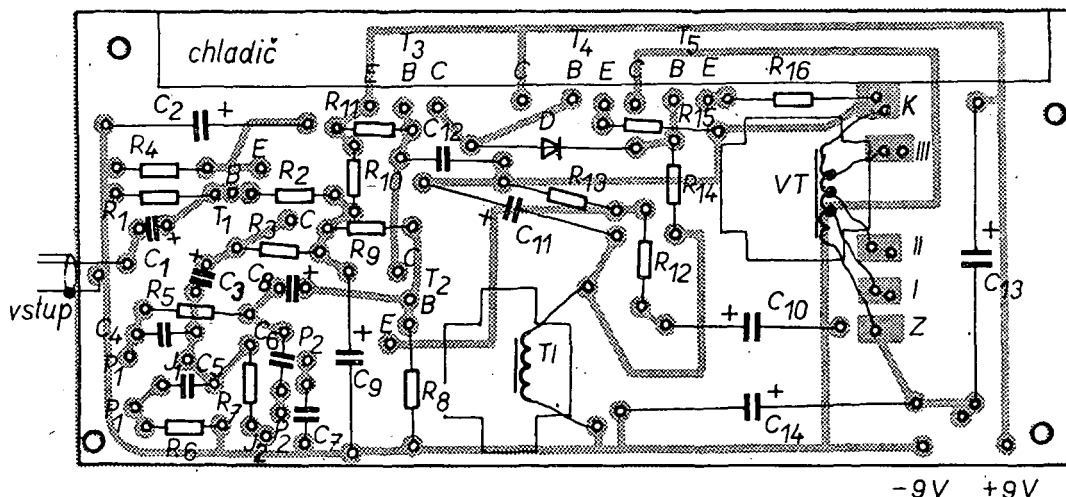 chladič
T3 T4 T5
E B C C B E C B E
R16
C2 + R11 C12 D R15 K
R4 E III
B R2 R10 R13 R14 VT
R1 T1 C
+ R3 R9 + C11
C1 + C3 C8 + C T2 R12 II
vstup R5 B I C13 +
C4 E C10 + Z
P1 J1 C5 C6 P2 + C9 Tl
P1 R7 R8 +
R6 J2 P2 C7 C14
-9V +9V